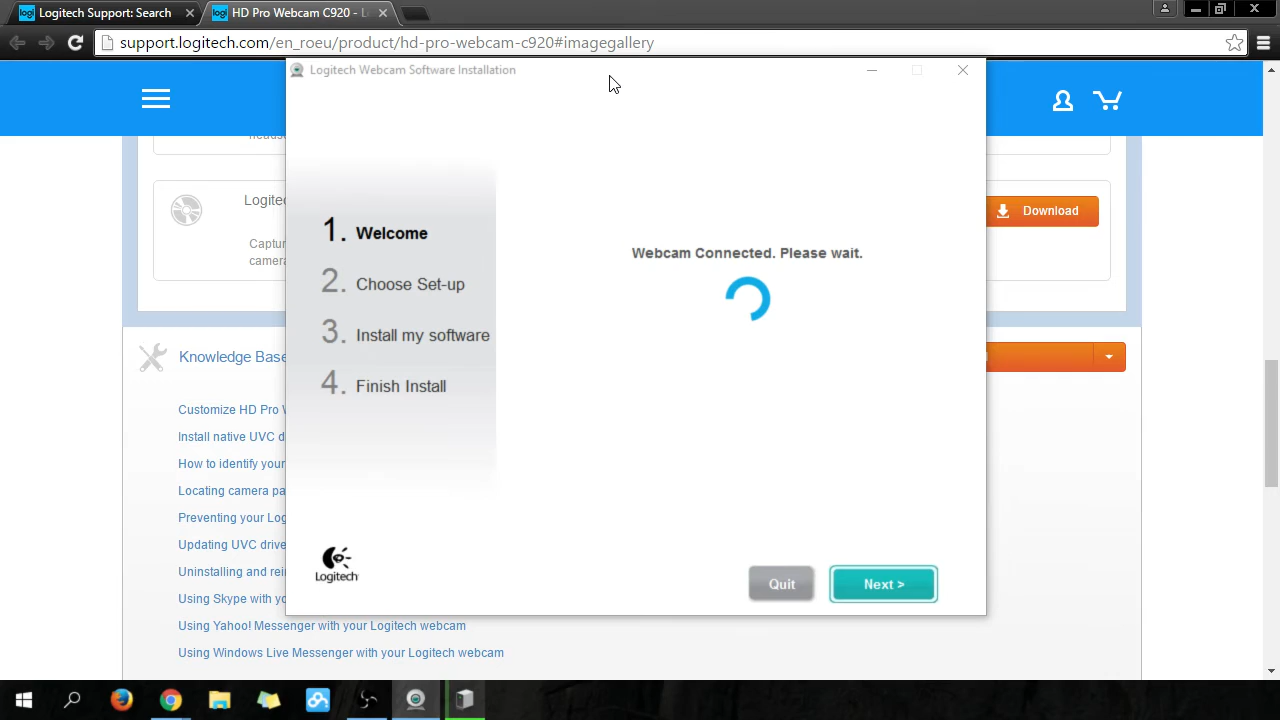 Logitech Support: Search
HD Pro Webcam C920 - L
support.logitech.com/en_roeu/product/hd-pro-webcam-c920#imagegallery
Logitech Webcam Software Installation
Logite
Captur
camera
Download
1. Welcome
2. Choose Set-up
3. Install my software
4. Finish Install
Webcam Connected. Please wait.
Logitech
Quit
Next >
Knowledge Base
Customize HD Pro W
Install native UVC d
How to identify your
Locating camera pa
Preventing your Log
Updating UVC drive
Uninstalling and rei
Using Skype with yo
Using Yahoo! Messenger with your Logitech webcam
Using Windows Live Messenger with your Logitech webcam